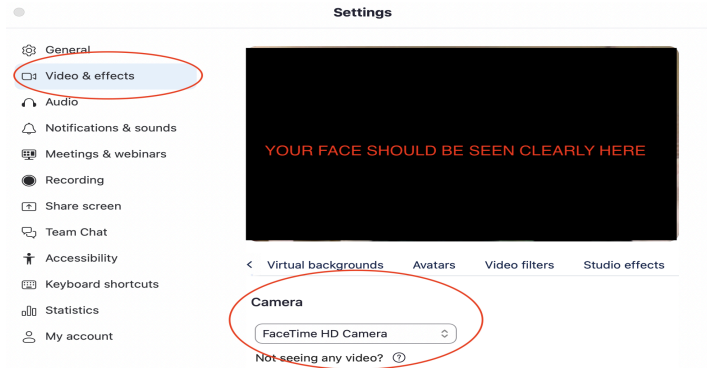 Settings
General
Video & effects
Audio
Notifications & sounds
Meetings & webinars
Recording
Share screen
Team Chat
Accessibility
Keyboard shortcuts
Statistics
My account
YOUR FACE SHOULD BE SEEN CLEARLY HERE
< Virtual backgrounds Avatars Video filters Studio effects
Camera
FaceTime HD Camera
Not seeing any video? ?